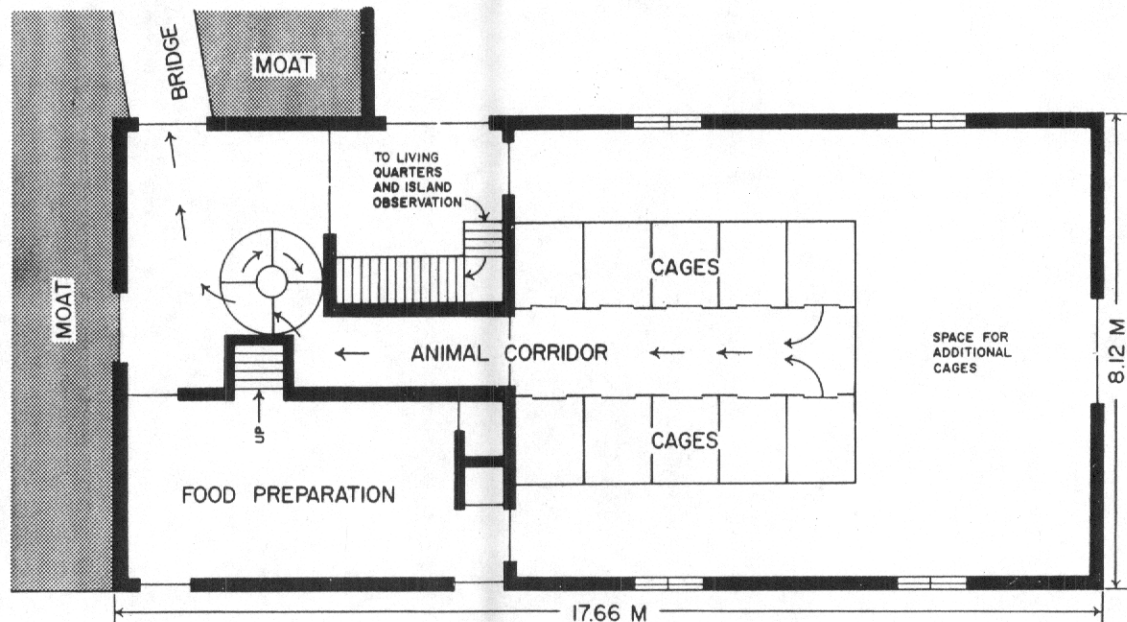 BRIDGE
MOAT
MOAT
TO LIVING
QUARTERS
AND ISLAND
OBSERVATION
CAGES
ANIMAL CORRIDOR
SPACE FOR
ADDITIONAL
CAGES
8.12 M
UP
CAGES
FOOD PREPARATION
17.66 M